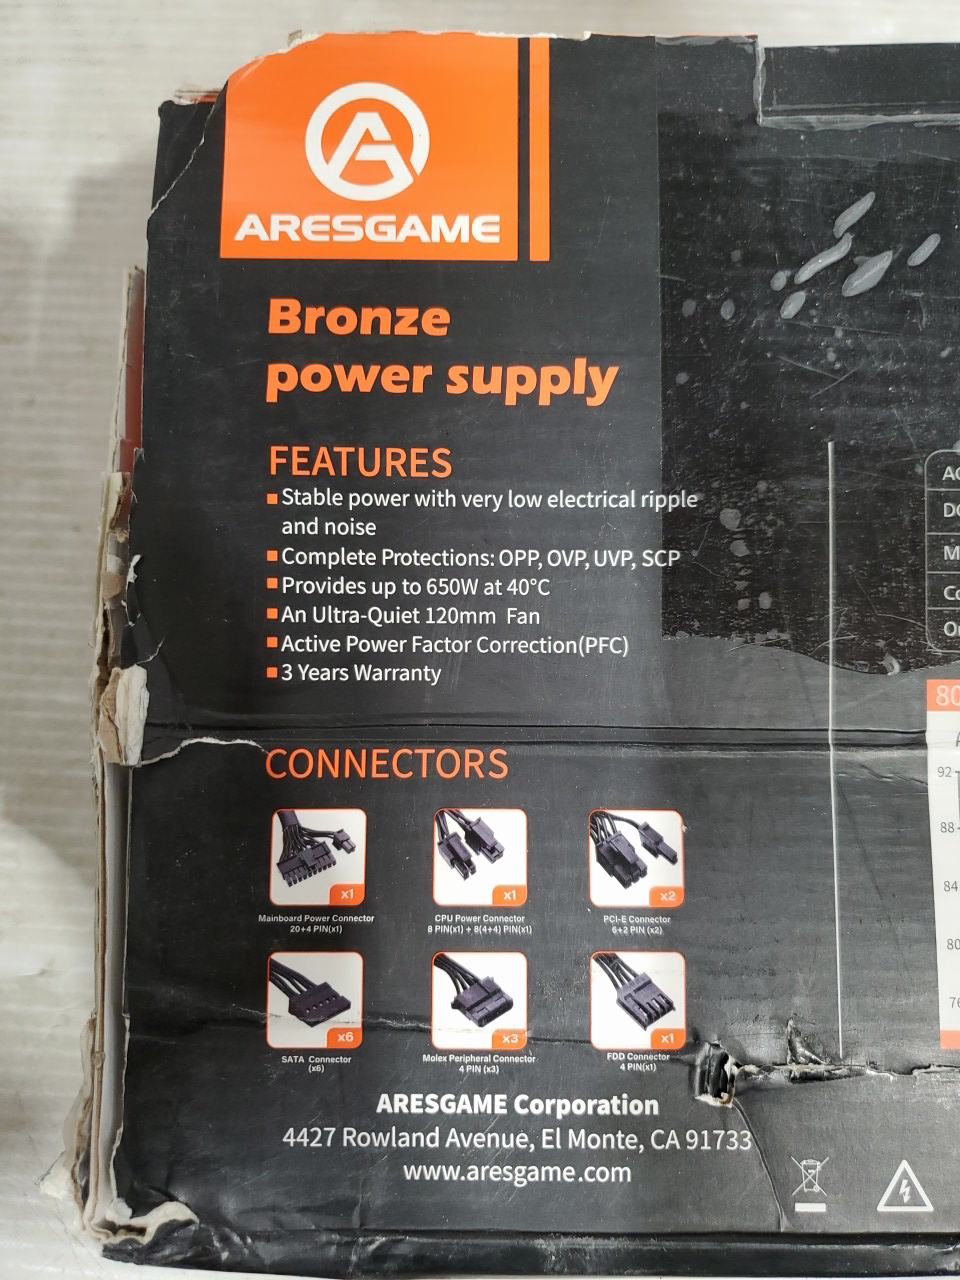 ARESGAME
Bronze
power supply
FEATURES
Stable power with very low electrical ripple
and noise
Complete Protections: OPP, OVP, UVP, SCP
Provides up to 650W at 40°C
An Ultra-Quiet 120mm Fan
Active Power Factor Correction(PFC)
3 Years Warranty
CONNECTORS
x1
x1
x2
Mainboard Power Connector
20+4 PIN(x1)
CPU Power Connector
8 PIN(x1) + 8(4+4) PIN(x1)
PCI-E Connector
6+2 PIN (x2)
x6
x3
x1
SATA Connector
(x6)
Molex Peripheral Connector
4 PIN (x3)
FDD Connector
4 PIN(x1)
ARESGAME Corporation
4427 Rowland Avenue, El Monte, CA 91733
www.aresgame.com
80
92
88
84
80